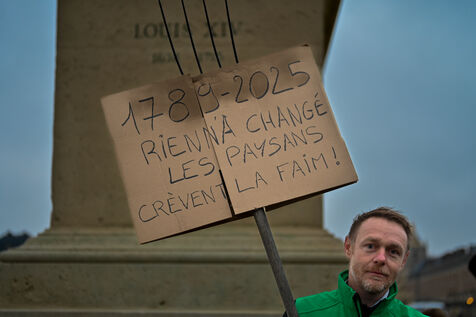 LOUIS XIV
1789-2025
RIEN N'A CHANGÉ
LES PAYSANS
CRÈVENT LA FAIM!